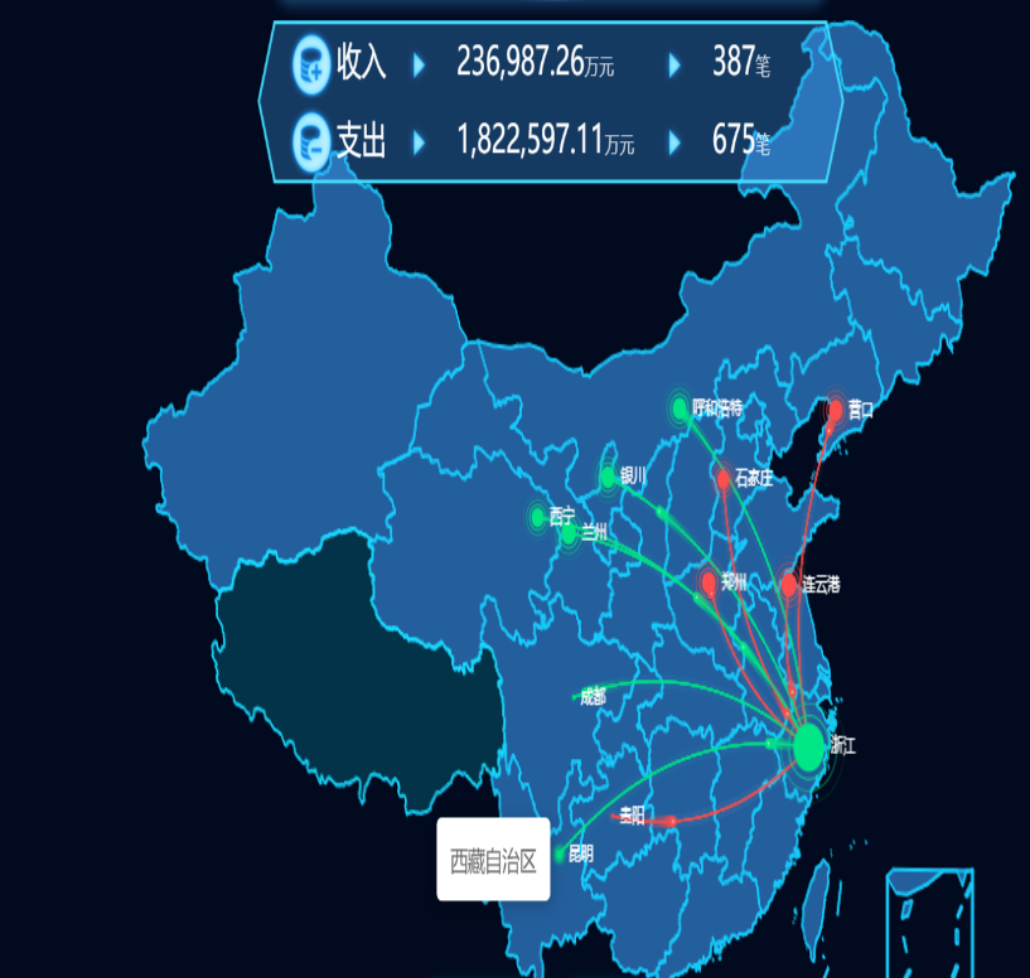 收入 236,987.26万元 387笔
支出 1,822,597.11万元 675笔
呼和浩特
营口
银川
石家庄
西宁
兰州
郑州
连云港
成都
浙江
贵阳
昆明
西藏自治区